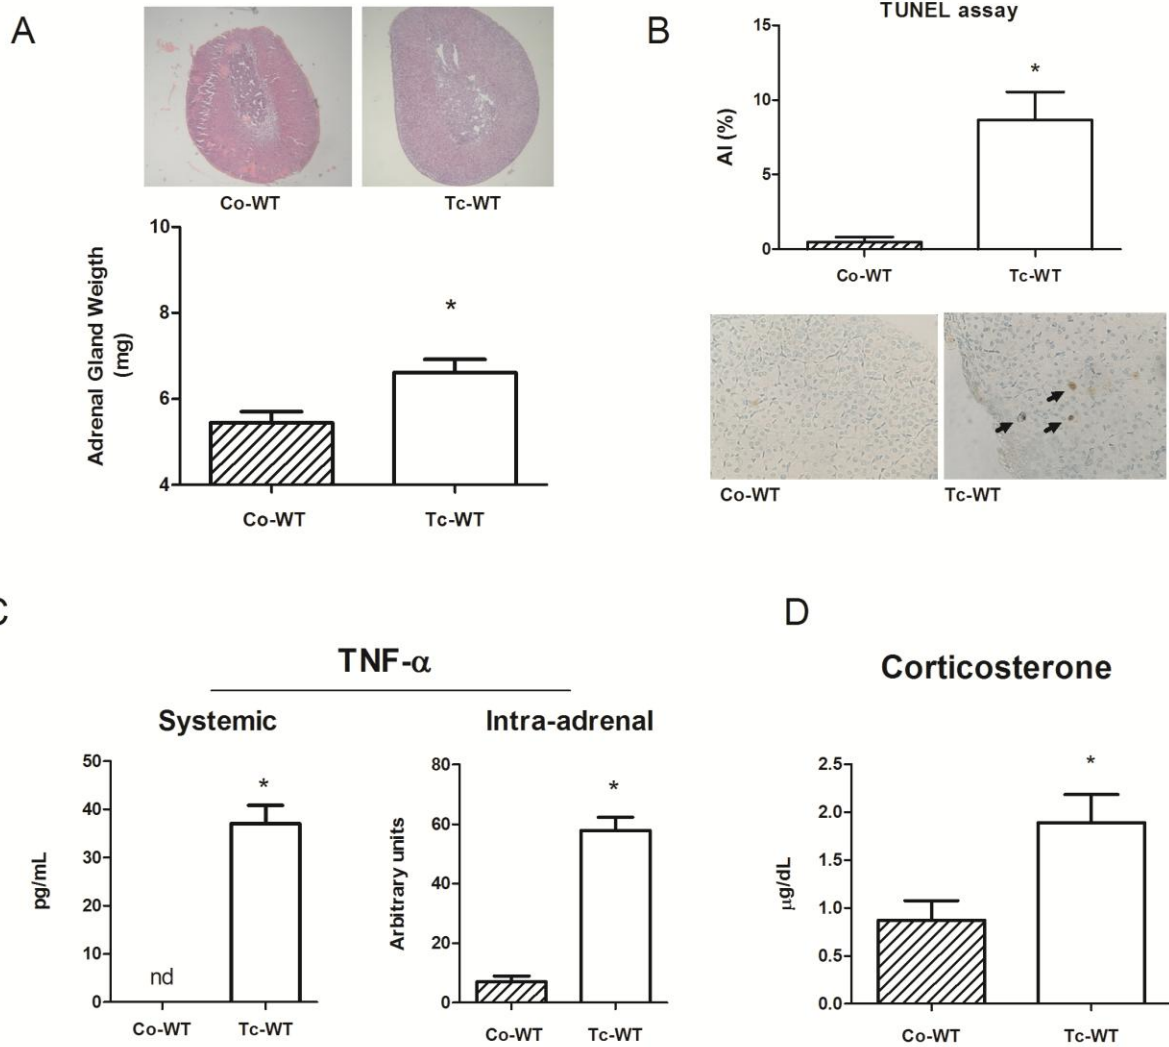 A
Co-WT
Tc-WT
Adrenal Gland Weigth
(mg)
10
8
6
4
*
Co-WT
Tc-WT
B
TUNEL assay
AI (%)
15
10
5
0
*
Co-WT
Tc-WT
Co-WT
Tc-WT
C
TNF-α
Systemic
pg/mL
50
40
30
20
10
0
nd
*
Co-WT
Tc-WT
Intra-adrenal
Arbitrary units
80
60
40
20
0
*
Co-WT
Tc-WT
D
Corticosterone
µg/dL
2.5
2.0
1.5
1.0
0.5
0.0
*
Co-WT
Tc-WT